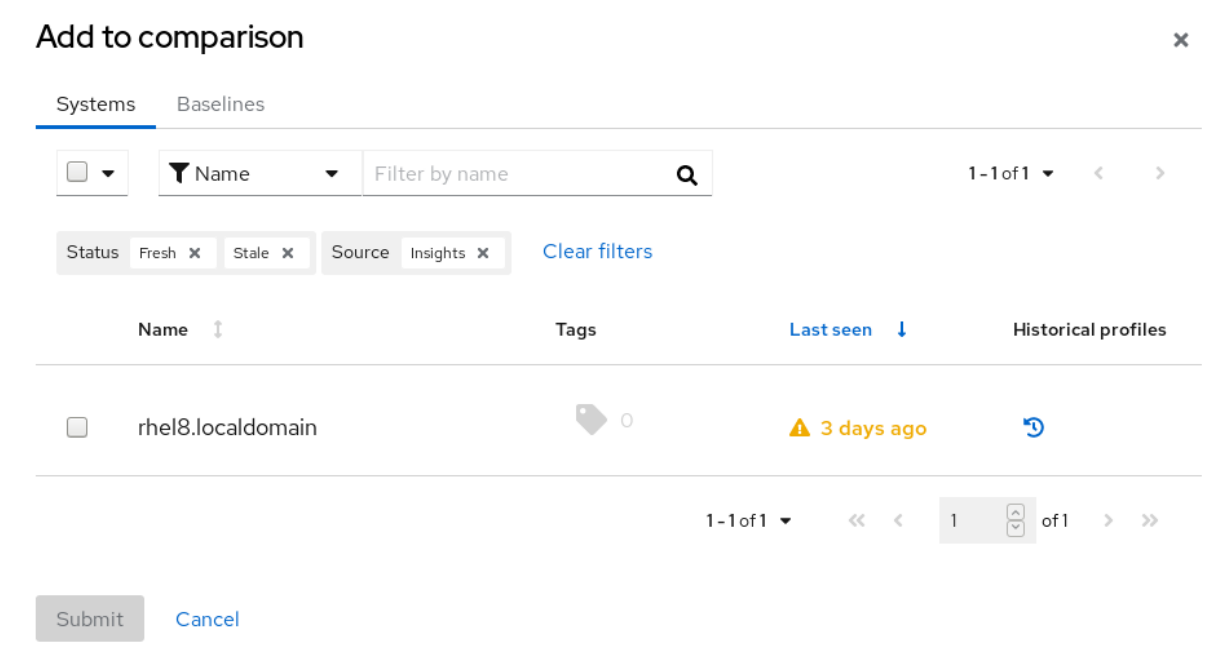 Add to comparison
Systems Baselines
Name Filter by name 1 - 1 of 1
Status Fresh Stale Source Insights Clear filters
Name Tags Last seen Historical profiles
rhel8.localdomain 0 3 days ago
1 - 1 of 1 1 of 1
Submit Cancel